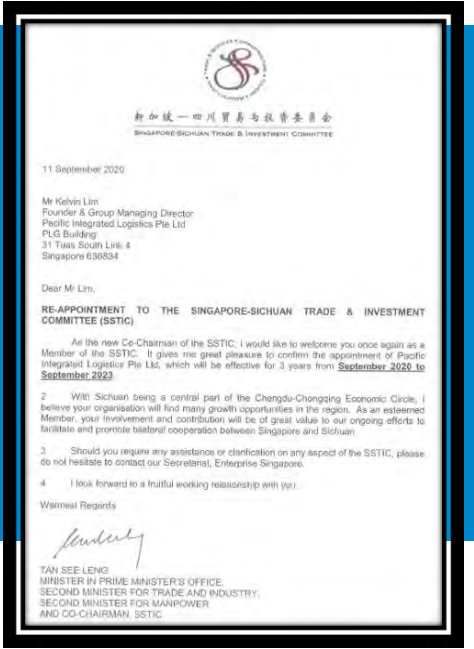 新加坡—四川贸易与投资委员会
SINGAPORE-SICHUAN TRADE & INVESTMENT COMMITTEE
11 September 2020
Mr Kelvin Lim
Founder & Group Managing Director
Pacific Integrated Logistics Pte Ltd
PLG Building
31 Tuas South Link 4
Singapore 636834
Dear Mr Lim,
RE-APPOINTMENT TO THE SINGAPORE-SICHUAN TRADE & INVESTMENT
COMMITTEE (SSTIC)
As the new Co-Chairman of the SSTIC, I would like to welcome you once again as a
Member of the SSTIC. It gives me great pleasure to confirm the appointment of Pacific
Integrated Logistics Pte Ltd, which will be effective for 3 years from September 2020 to
September 2023.
2 With Sichuan being a central part of the Chengdu-Chongqing Economic Circle, I
believe your organisation will find many growth opportunities in the region. As an esteemed
Member, your involvement and contribution will be of great value to our ongoing efforts to
facilitate and promote bilateral cooperation between Singapore and Sichuan.
3 Should you require any assistance or clarification on any aspect of the SSTIC, please
do not hesitate to contact our Secretariat, Enterprise Singapore.
4 I look forward to a fruitful working relationship with you.
Warmest Regards
TAN SEE LENG
MINISTER IN PRIME MINISTER'S OFFICE,
SECOND MINISTER FOR TRADE AND INDUSTRY,
SECOND MINISTER FOR MANPOWER
AND CO-CHAIRMAN, SSTIC